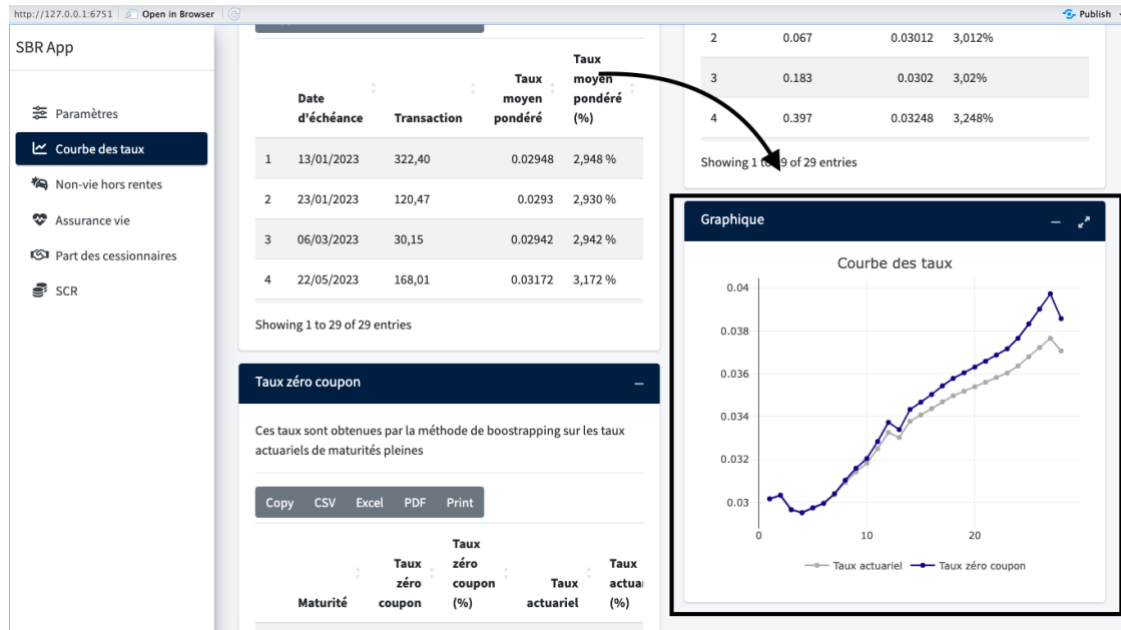 http://127.0.0.1:6751 Open in Browser Publish
SBR App
Paramètres
Courbe des taux
Non-vie hors rentes
Assurance vie
Part des cessionnaires
SCR
Date d'échéance Transaction Taux moyen pondéré Taux moyen pondéré (%)
1 13/01/2023 322,40 0.02948 2,948 %
2 23/01/2023 120,47 0.0293 2,930 %
3 06/03/2023 30,15 0.02942 2,942 %
4 22/05/2023 168,01 0.03172 3,172 %
Showing 1 to 29 of 29 entries
Taux zéro coupon
Ces taux sont obtenues par la méthode de boostrapping sur les taux
actuariels de maturités pleines
Copy CSV Excel PDF Print
Maturité Taux zéro coupon Taux zéro coupon (%) Taux actuariel Taux actuar (%)
2 0.067 0.03012 3,012%
3 0.183 0.0302 3,02%
4 0.397 0.03248 3,248%
Showing 1 to 29 of 29 entries
Graphique
Courbe des taux
0.04
0.038
0.036
0.034
0.032
0.03
0 10 20
Taux actuariel Taux zéro coupon